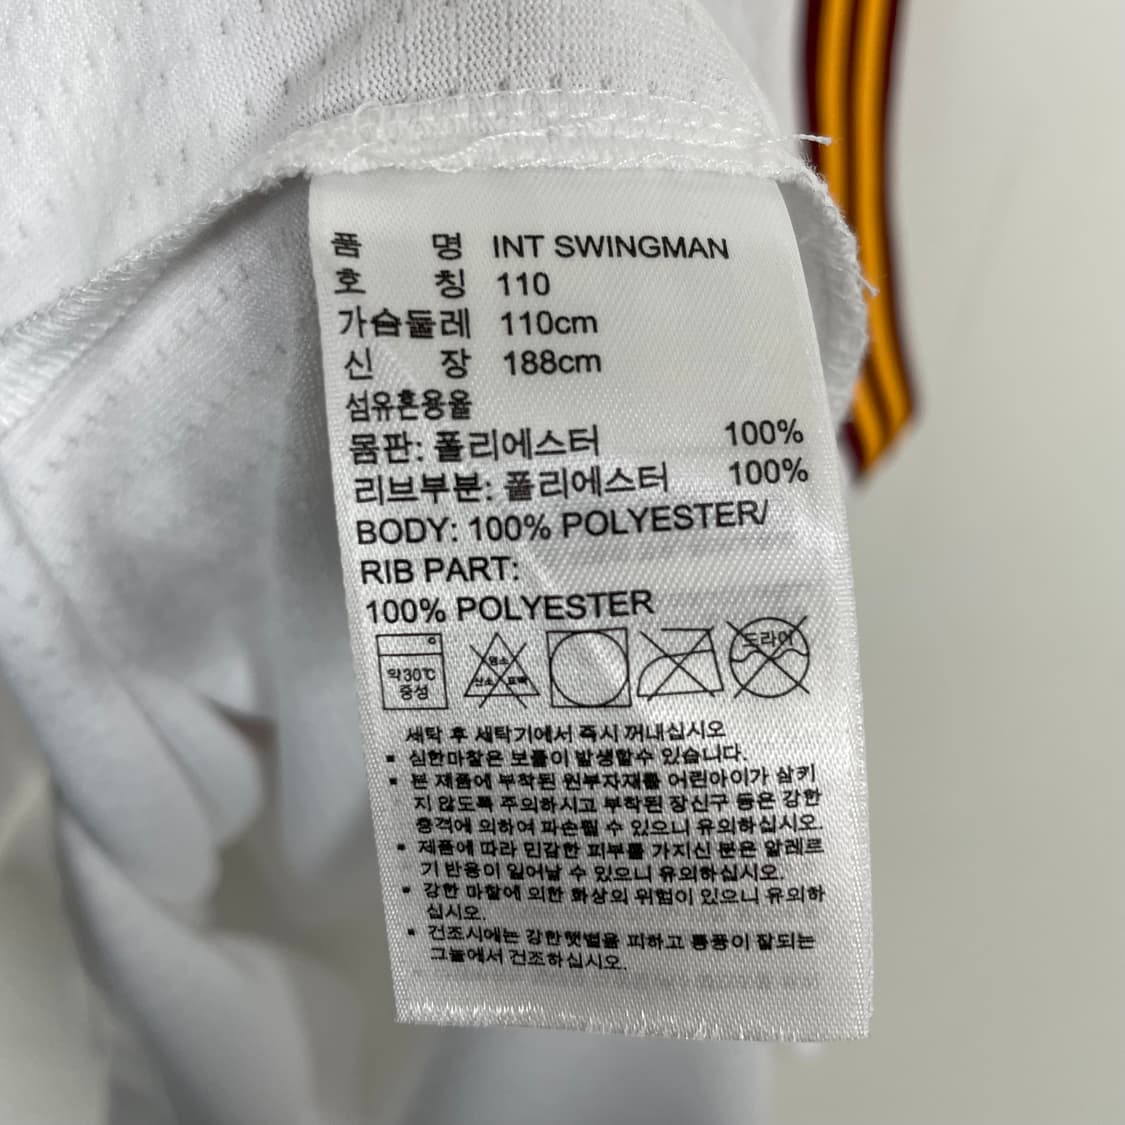 품 명 INT SWINGMAN
호 칭 110
가슴둘레 110cm
신 장 188cm
섬유혼용율
몸판: 폴리에스터 100%
리브부분: 폴리에스터 100%
BODY: 100% POLYESTER/
RIB PART:
100% POLYESTER
약30℃
중성
염소
산소 표백
드라이
세탁 후 세탁기에서 즉시 꺼내십시오
▪ 심한마찰은 보풀이 발생할수 있습니다.
▪ 본 제품에 부착된 원부자재를 어린아이가 삼키
지 않도록 주의하시고 부착된 장신구 등은 강한
충격에 의하여 파손될 수 있으니 유의하십시오.
▪ 제품에 따라 민감한 피부를 가지신 분은 알레르
기 반응이 일어날 수 있으니 유의하십시오.
▪ 강한 마찰에 의한 화상의 위험이 있으니 유의하
십시오.
▪ 건조시에는 강한햇볕을 피하고 통풍이 잘되는
그늘에서 건조하십시오.